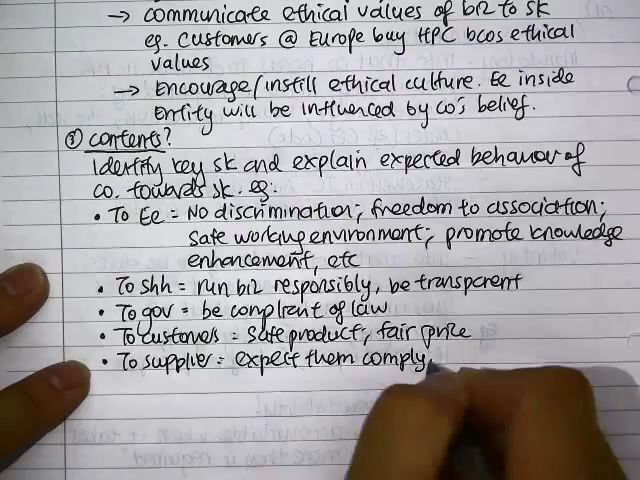 → communicate ethical values of biz to sk
eg. customers @ Europe buy HPC bcos ethical
values
→ Encourage/instill ethical culture. Ee inside
Entity will be influenced by co's belief.
③ contents?
Identify key sk and explain expected behavior of
co. towards sk. eg:
• To Ee = No discrimination; freedom to association;
safe working environment; promote knowledge
enhancement, etc
• To shh = run biz responsibly, be transparent
• To gov = be compliant of law
• To customers = safe product, fair price
• To supplier = expect them comply